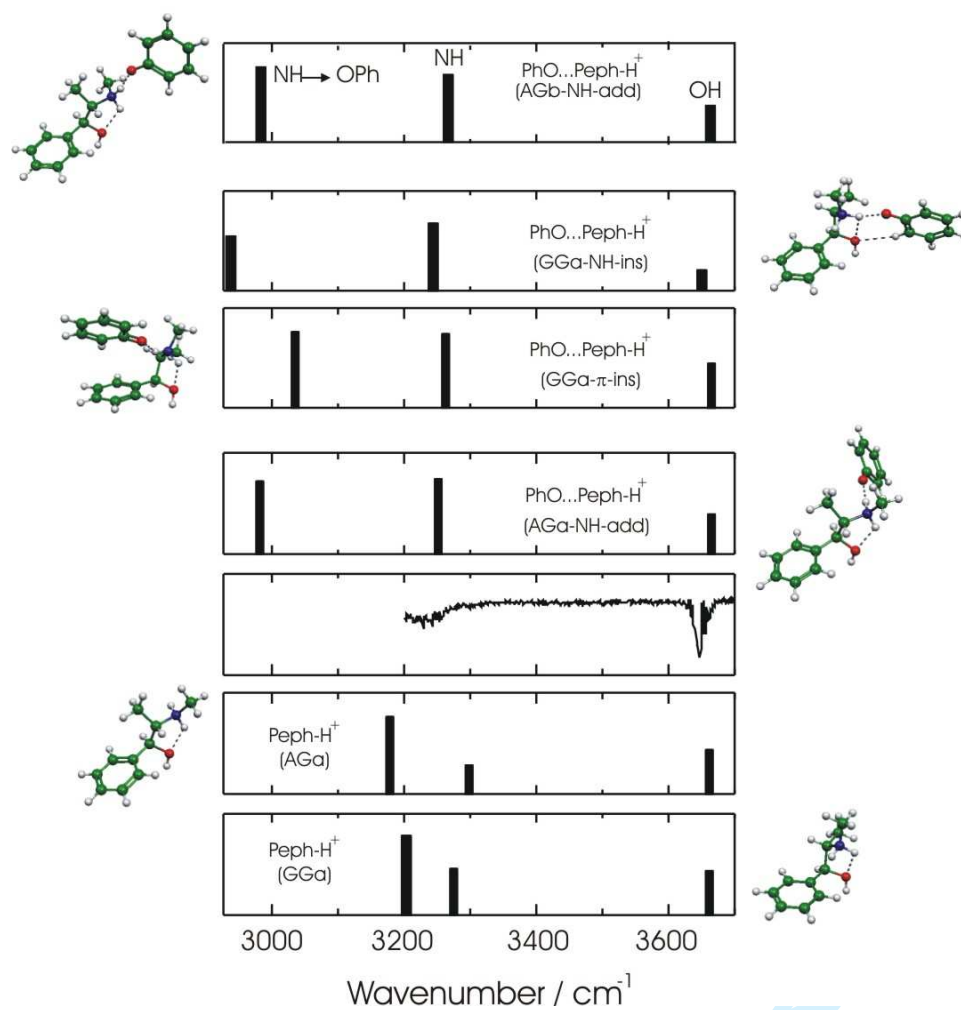 NH → OPh
NH
PhO...Peph-H+
(AGb-NH-add)
OH
PhO...Peph-H+
(GGa-NH-ins)
PhO...Peph-H+
(GGa-π-ins)
PhO...Peph-H+
(AGa-NH-add)
Peph-H+
(AGa)
Peph-H+
(GGa)
3000 3200 3400 3600
Wavenumber / cm-1